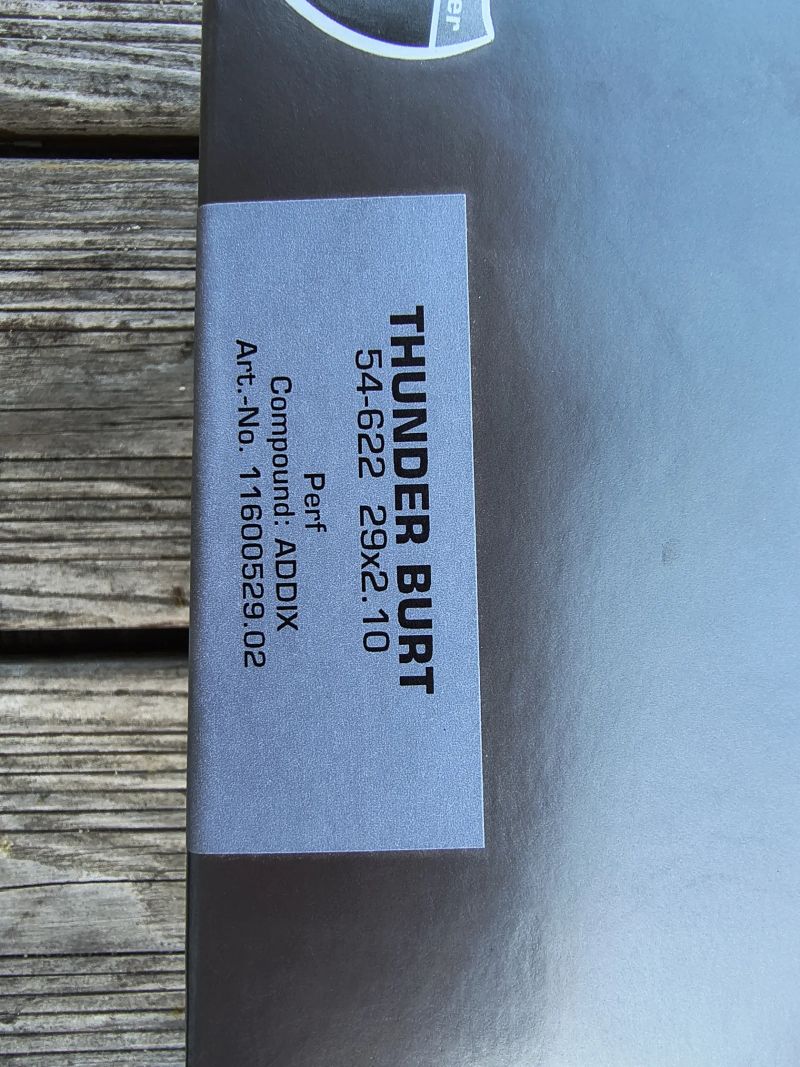 THUNDER BURT
54-622 29x2.10
Perf
Compound: ADDIX
Art.-No. 11600529.02